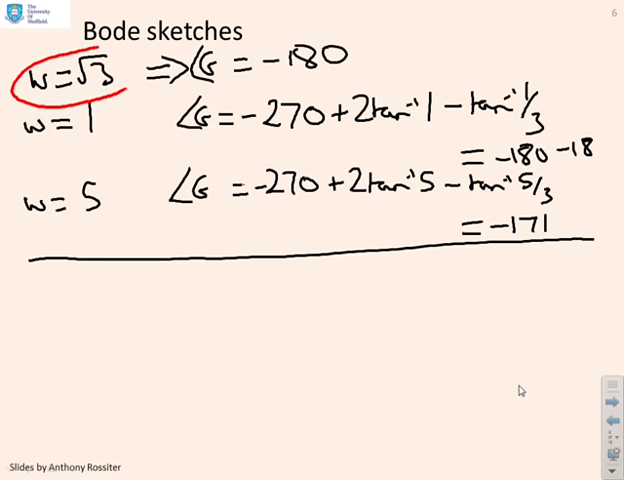 The
University
Of
Sheffield.
6
Bode sketches
w = √3 ⇒ ∠G = -180
w = 1 ∠G = -270 + 2tan⁻¹1 - tan⁻¹1/3
= -180 -18
w = 5 ∠G = -270 + 2tan⁻¹5 - tan⁻¹5/3
= -171
Slides by Anthony Rossiter